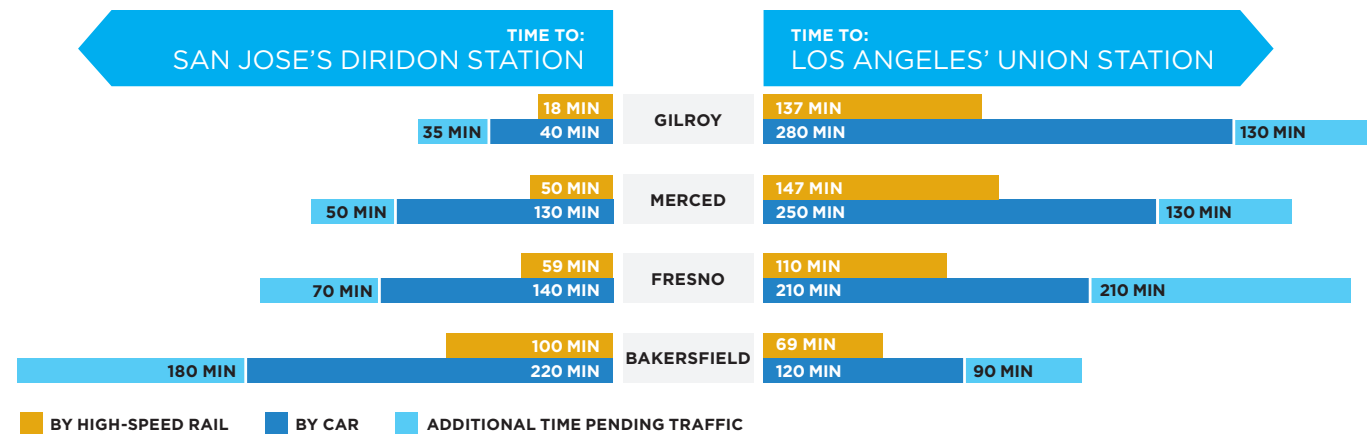 TIME TO:
SAN JOSE'S DIRIDON STATION
TIME TO:
LOS ANGELES' UNION STATION
18 MIN
35 MIN
40 MIN
GILROY
137 MIN
280 MIN
130 MIN
50 MIN
50 MIN
130 MIN
MERCED
147 MIN
250 MIN
130 MIN
59 MIN
70 MIN
140 MIN
FRESNO
110 MIN
210 MIN
210 MIN
100 MIN
180 MIN
220 MIN
BAKERSFIELD
69 MIN
120 MIN
90 MIN
BY HIGH-SPEED RAIL
BY CAR
ADDITIONAL TIME PENDING TRAFFIC